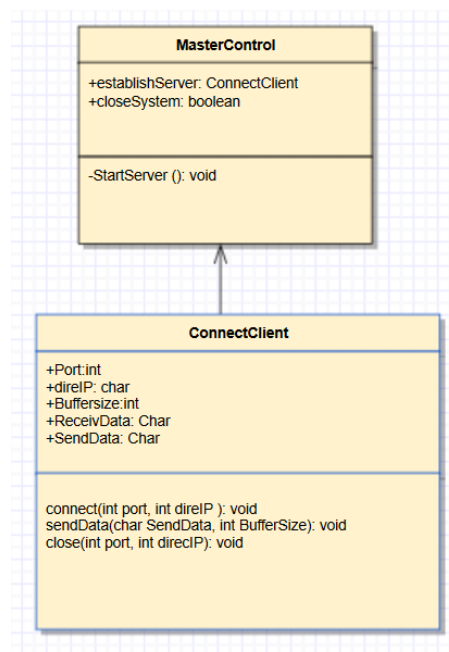 MasterControl
+establishServer: ConnectClient
+closeSystem: boolean
-StartServer (): void
ConnectClient
+Port:int
+direIP: char
+Buffersize:int
+ReceivData: Char
+SendData: Char
connect(int port, int direIP ): void
sendData(char SendData, int BufferSize): void
close(int port, int direcIP): void